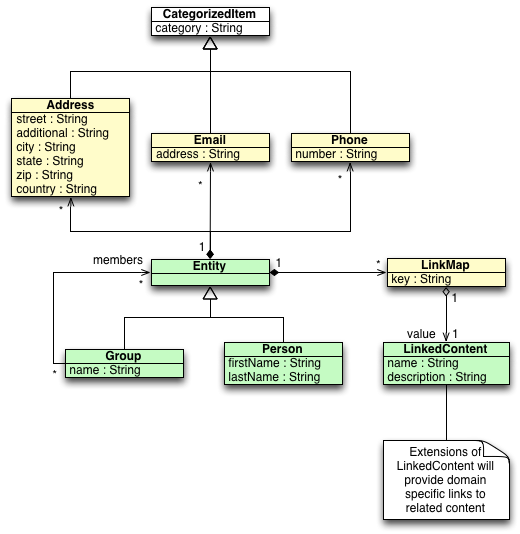 CategorizedItem
category : String
Address
street : String
additional : String
city : String
state : String
zip : String
country : String
Email
address : String
Phone
number : String
*
*
*
1
members
*
Entity
1
*
LinkMap
key : String
1
value
1
Group
name : String
*
Person
firstName : String
lastName : String
LinkedContent
name : String
description : String
Extensions of
LinkedContent will
provide domain
specific links to
related content